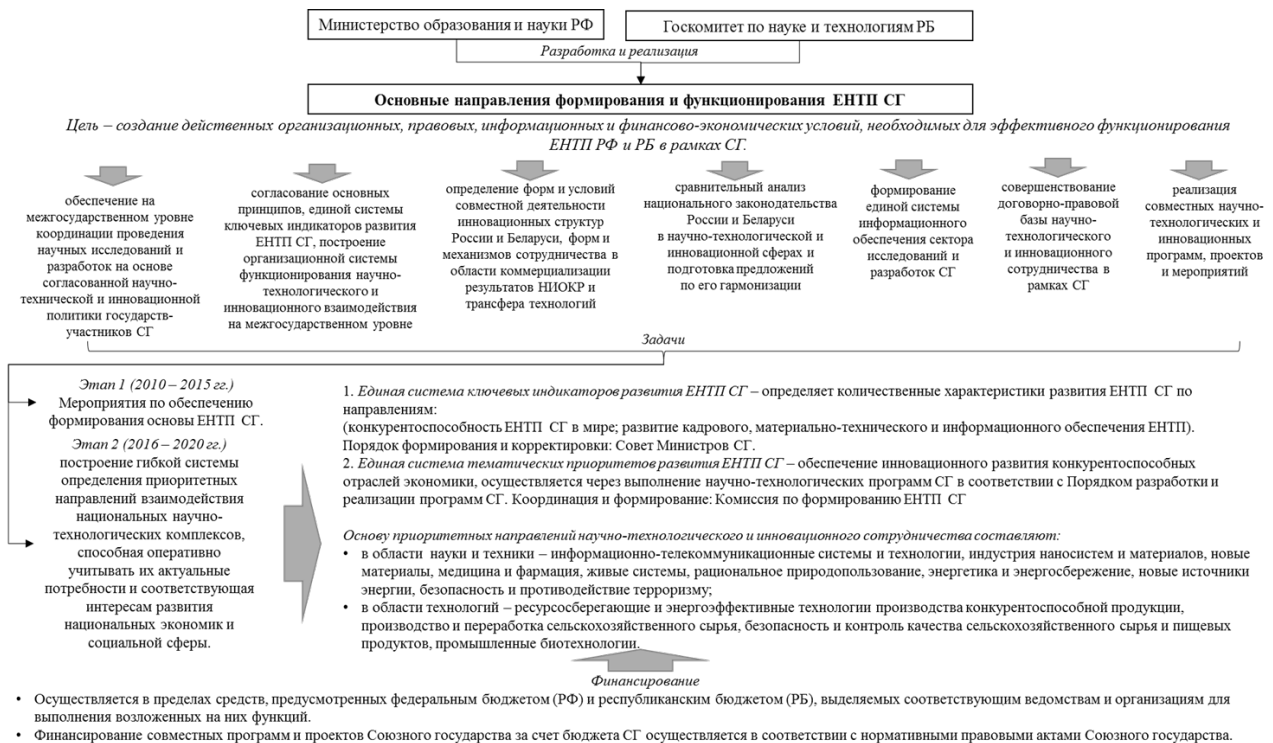 Министерство образования и науки РФ
Госкомитет по науке и технологиям РБ
Разработка и реализация
Основные направления формирования и функционирования ЕНТП СГ
Цель – создание действенных организационных, правовых, информационных и финансово-экономических условий, необходимых для эффективного функционирования
ЕНТП РФ и РБ в рамках СГ.
обеспечение на
межгосударственном уровне
координации проведения
научных исследований и
разработок на основе
согласованной научно-
технической и инновационной
политики государств-
участников СГ
согласование основных
принципов, единой системы
ключевых индикаторов развития
ЕНТП СГ, построение
организационной системы
функционирования научно-
технологического и
инновационного взаимодействия
на межгосударственном уровне
определение форм и условий
совместной деятельности
инновационных структур
России и Беларуси, форм и
механизмов сотрудничества в
области коммерциализации
результатов НИОКР и
трансфера технологий
сравнительный анализ
национального законодательства
России и Беларуси
в научно-технологической и
инновационной сферах и
подготовка предложений
по его гармонизации
формирование
единой системы
информационного
обеспечения сектора
исследований и
разработок СГ
совершенствование
договорно-правовой
базы научно-
технологического
и инновационного
сотрудничества в
рамках СГ
реализация
совместных научно-
технологических и
инновационных
программ, проектов
и мероприятий
Задачи
Этап 1 (2010 – 2015 гг.)
Мероприятия по обеспечению
формирования основы ЕНТП СГ.
Этап 2 (2016 – 2020 гг.)
построение гибкой системы
определения приоритетных
направлений взаимодействия
национальных научно-
технологических комплексов,
способная оперативно
учитывать их актуальные
потребности и соответствующая
интересам развития
национальных экономик и
социальной сферы.
1. Единая система ключевых индикаторов развития ЕНТП СГ – определяет количественные характеристики развития ЕНТП СГ по
направлениям:
(конкурентоспособность ЕНТП СГ в мире; развитие кадрового, материально-технического и информационного обеспечения ЕНТП).
Порядок формирования и корректировки: Совет Министров СГ.
2. Единая система тематических приоритетов развития ЕНТП СГ – обеспечение инновационного развития конкурентоспособных
отраслей экономики, осуществляется через выполнение научно-технологических программ СГ в соответствии с Порядком разработки и
реализации программ СГ. Координация и формирование: Комиссия по формированию ЕНТП СГ
Основу приоритетных направлений научно-технологического и инновационного сотрудничества составляют:
• в области науки и техники – информационно-телекоммуникационные системы и технологии, индустрия наносистем и материалов, новые
материалы, медицина и фармация, живые системы, рациональное природопользование, энергетика и энергосбережение, новые источники
энергии, безопасность и противодействие терроризму;
• в области технологий – ресурсосберегающие и энергоэффективные технологии производства конкурентоспособной продукции,
производство и переработка сельскохозяйственного сырья, безопасность и контроль качества сельскохозяйственного сырья и пищевых
продуктов, промышленные биотехнологии.
Финансирование
• Осуществляется в пределах средств, предусмотренных федеральным бюджетом (РФ) и республиканским бюджетом (РБ), выделяемых соответствующим ведомствам и организациям для
выполнения возложенных на них функций.
• Финансирование совместных программ и проектов Союзного государства за счет бюджета СГ осуществляется в соответствии с нормативными правовыми актами Союзного государства.